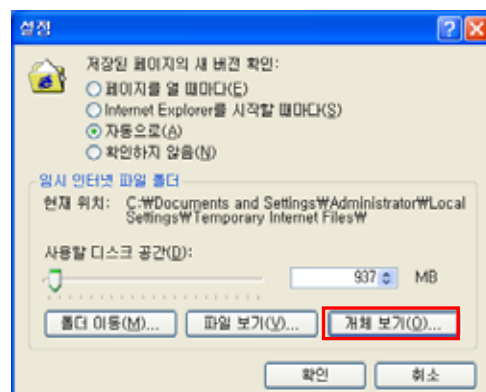 설정
저장된 페이지의 새 버전 확인:
페이지를 열 때마다(E)
Internet Explorer를 시작할 때마다(S)
자동으로(A)
확인하지 않음(N)
임시 인터넷 파일 폴더
현재 위치: C:₩Documents and Settings₩Administrator₩Local
Settings₩Temporary Internet Files₩
사용할 디스크 공간(D):
937 MB
폴더 이동(M)... 파일 보기(V)... 개체 보기(O)...
확인 취소